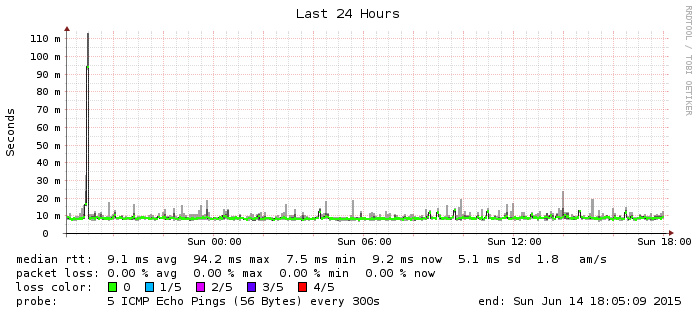 Last 24 Hours
RRDTOOL / TOBI OETIKER
Seconds
110 m
100 m
90 m
80 m
70 m
60 m
50 m
40 m
30 m
20 m
10 m
0
Sun 00:00 Sun 06:00 Sun 12:00 Sun 18:00
median rtt: 9.1 ms avg 94.2 ms max 7.5 ms min 9.2 ms now 5.1 ms sd 1.8 am/s
packet loss: 0.00 % avg 0.00 % max 0.00 % min 0.00 % now
loss color: 0 1/5 2/5 3/5 4/5
probe: 5 ICMP Echo Pings (56 Bytes) every 300s end: Sun Jun 14 18:05:09 2015